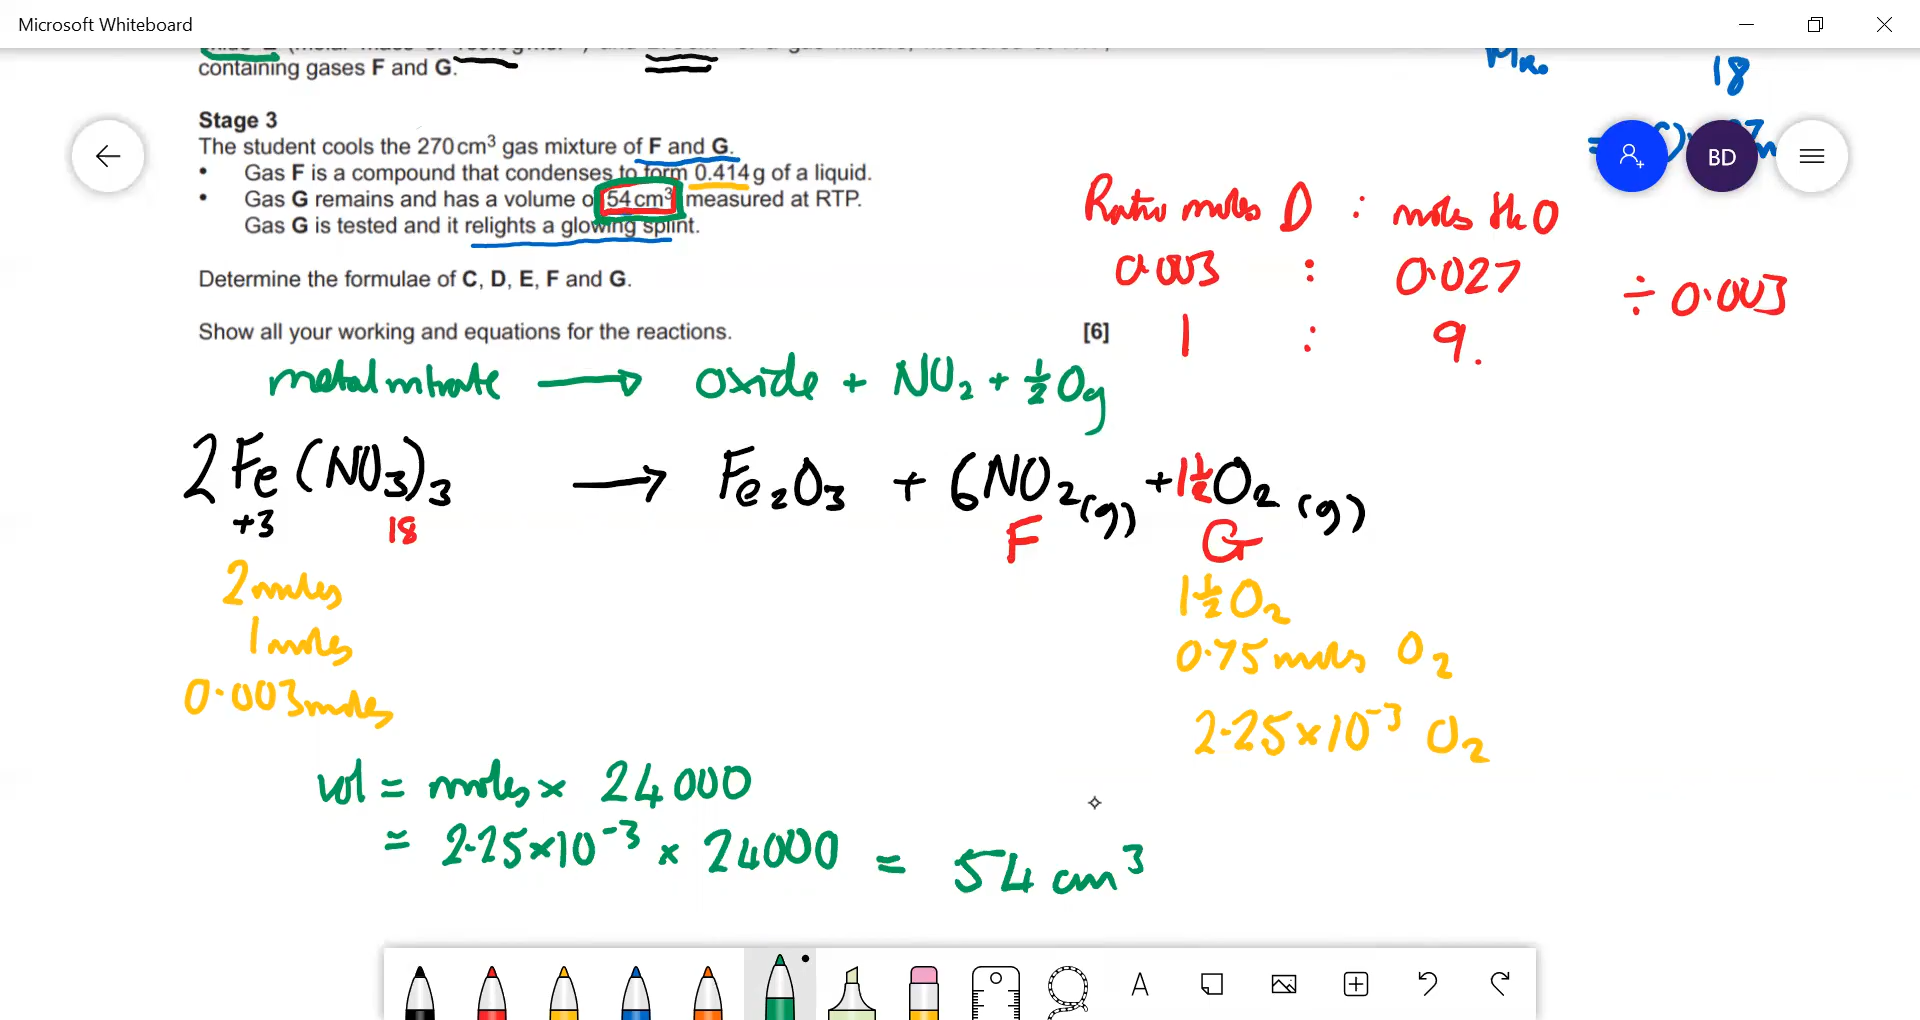 Microsoft Whiteboard
containing gases F and G.
Stage 3
The student cools the 270 cm³ gas mixture of F and G.
• Gas F is a compound that condenses to form 0.414 g of a liquid.
• Gas G remains and has a volume o 54 cm³ measured at RTP.
Gas G is tested and it relights a glowing splint.
Determine the formulae of C, D, E, F and G.
Show all your working and equations for the reactions. [6]
MR.
18
BD
Ratio moles D : moles H2O
0.003 : 0.027 ÷ 0.003
1 : 9.
metal nitrate → oxide + NO2 + ½ Og
2Fe(NO3)3 → Fe2O3 + 6NO2(g) + 1½O2(g)
+3 18 F G
2 moles 1½ O2
1 moles 0.75 moles O2
0.003 moles 2.25×10⁻³ O2
vol = moles × 24000
= 2.25×10⁻³ × 24000 = 54 cm³
A